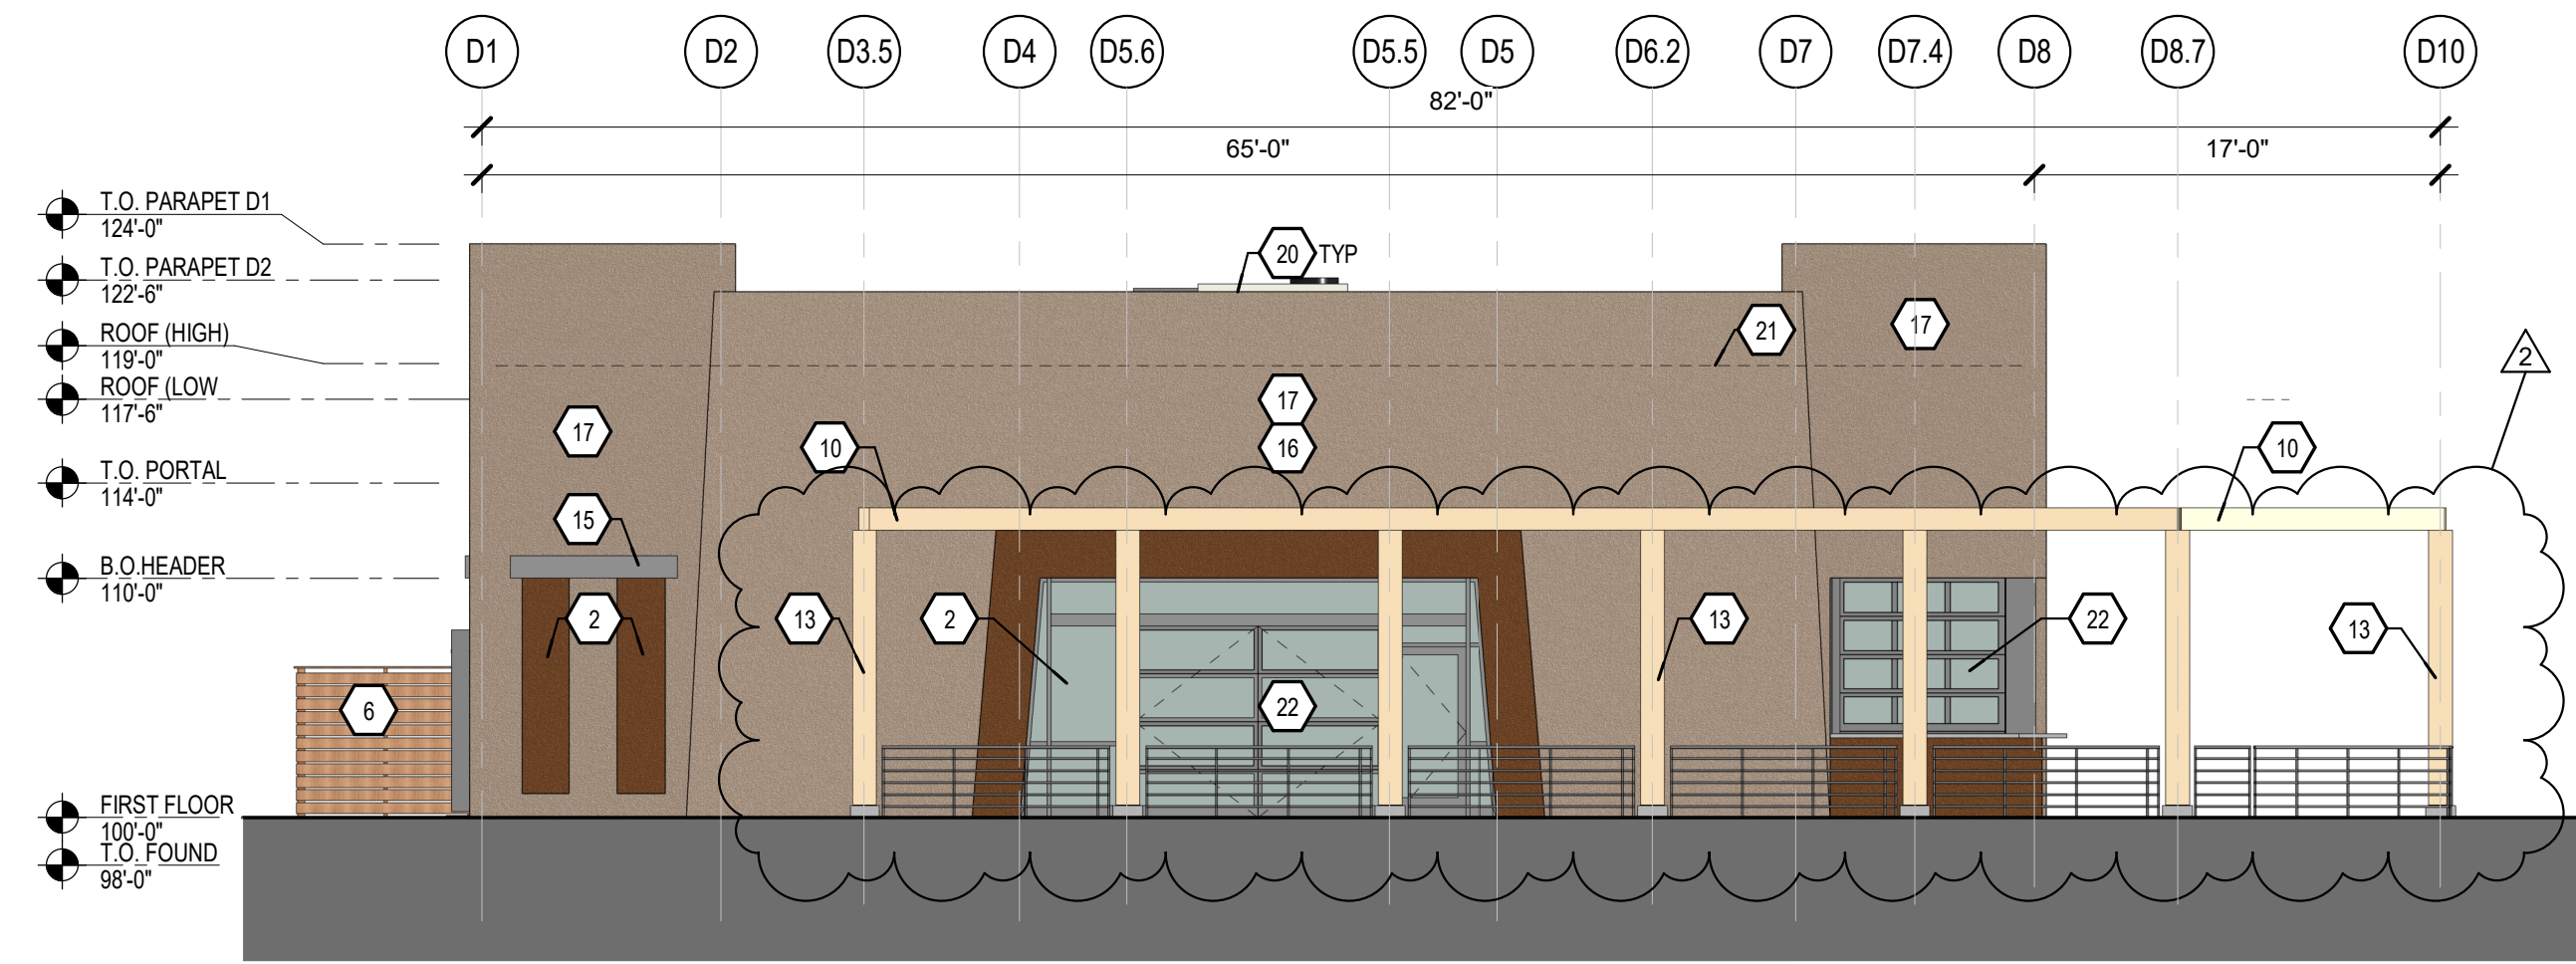 D1 D2 D3.5 D4 D5.6 D5.5 D5 D6.2 D7 D7.4 D8 D8.7 D10
82'-0"
65'-0" 17'-0"
T.O. PARAPET D1
124'-0"
20 TYP
T.O. PARAPET D2
122'-6"
ROOF (HIGH)
119'-0"
21 17
2
ROOF (LOW
117'-6"
17
17
16
10
10
T.O. PORTAL
114'-0"
15
B.O.HEADER
110'-0"
2
13
2
13
22
13
6
22
FIRST FLOOR
100'-0"
T.O. FOUND
98'-0"